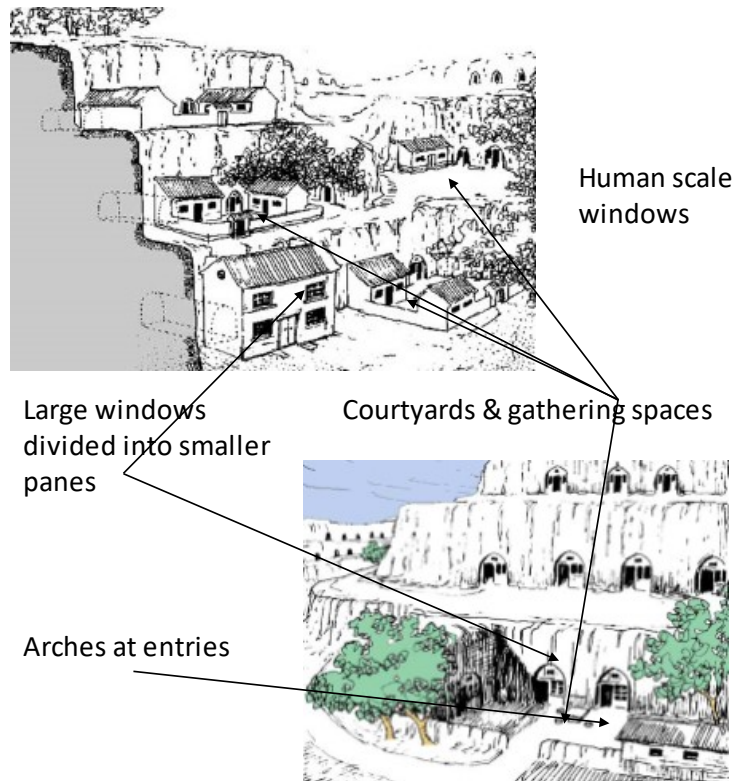 Human scale
windows
Large windows
divided into smaller
panes
Courtyards & gathering spaces
Arches at entries